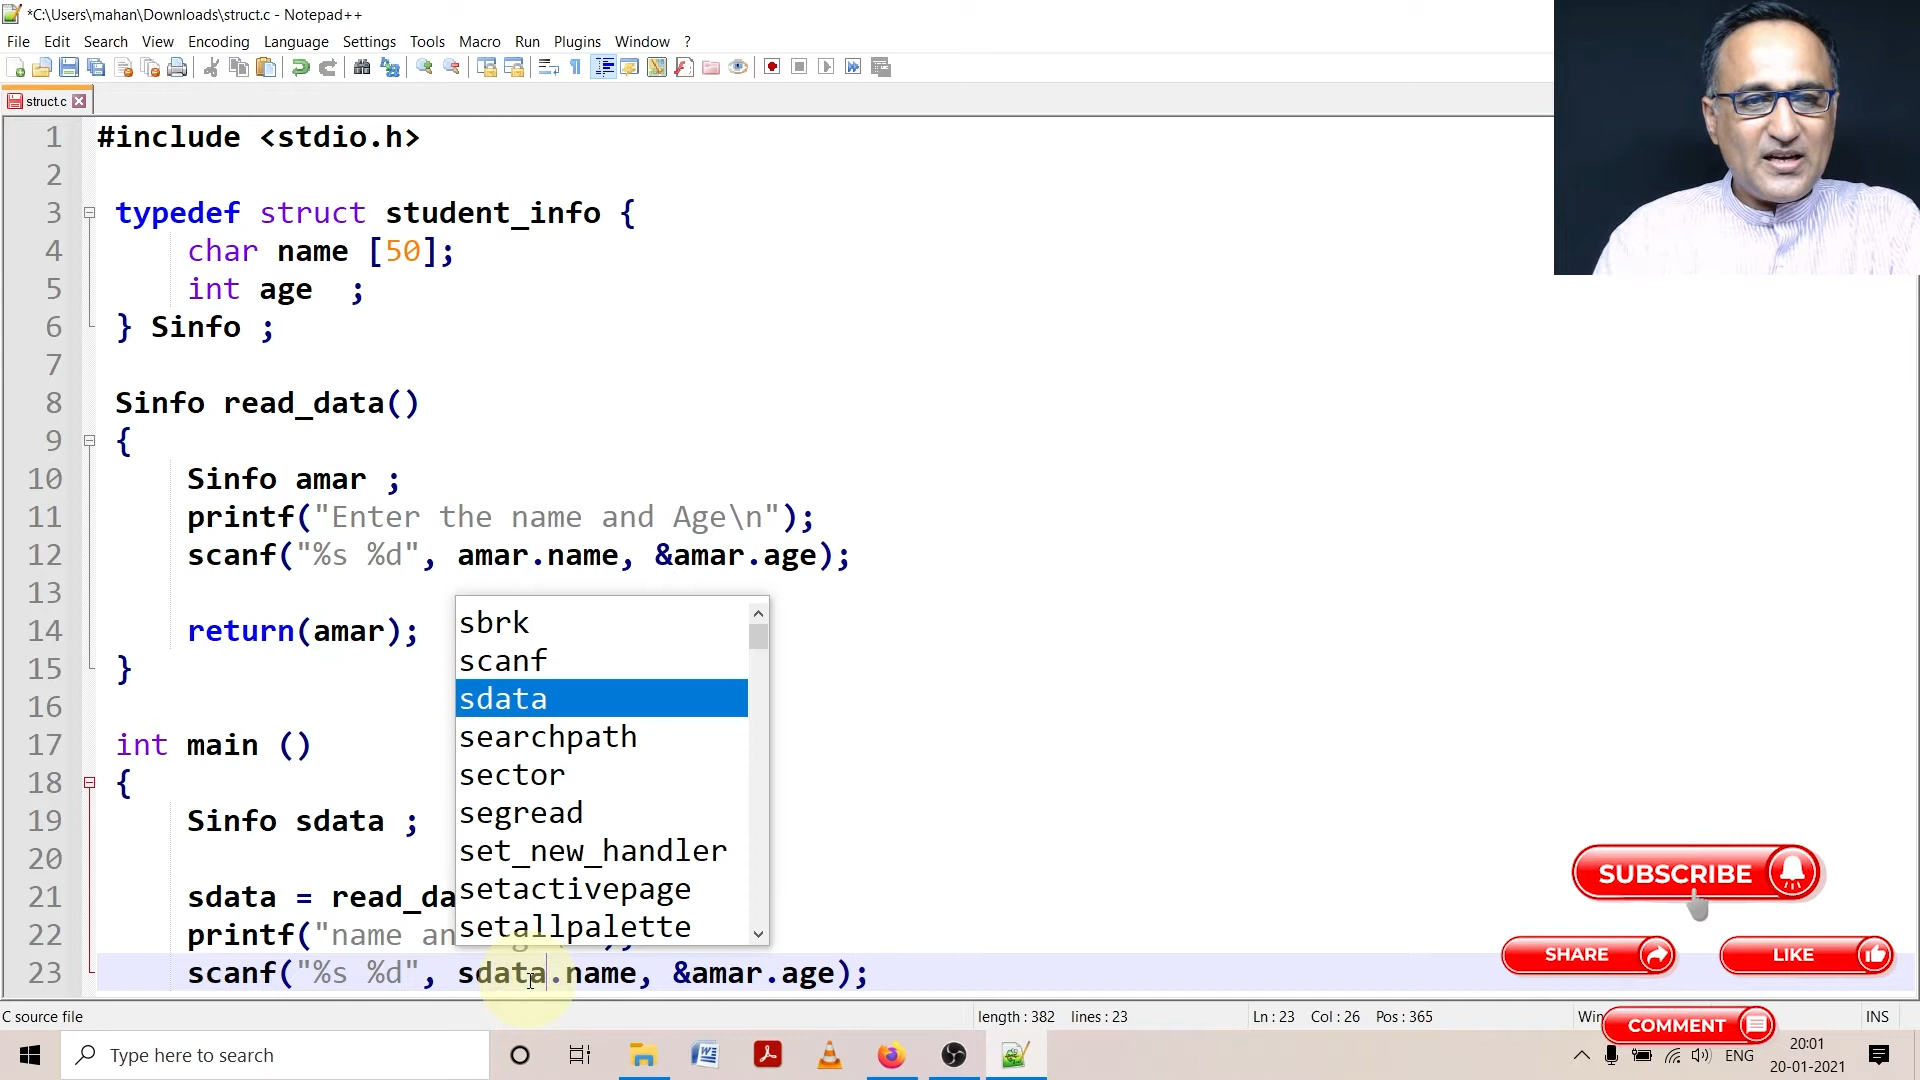 *C:\Users\mahan\Downloads\struct.c - Notepad++
File Edit Search View Encoding Language Settings Tools Macro Run Plugins Window ?
struct.c
1 #include <stdio.h>
2
3 typedef struct student_info {
4 char name [50];
5 int age ;
6 } Sinfo ;
7
8 Sinfo read_data()
9 {
10 Sinfo amar ;
11 printf("Enter the name and Age\n");
12 scanf("%s %d", amar.name, &amar.age);
13
14 return(amar);
15 }
16
17 int main ()
18 {
19 Sinfo sdata ;
20
21 sdata = read_da
22 printf("name an
23 scanf("%s %d", sdata.name, &amar.age);
sbrk
scanf
sdata
searchpath
sector
segread
set_new_handler
setactivepage
setallpalette
SUBSCRIBE
SHARE
LIKE
COMMENT
C source file length : 382 lines : 23 Ln : 23 Col : 26 Pos : 365 Win INS
Type here to search
ENG
20:01
20-01-2021